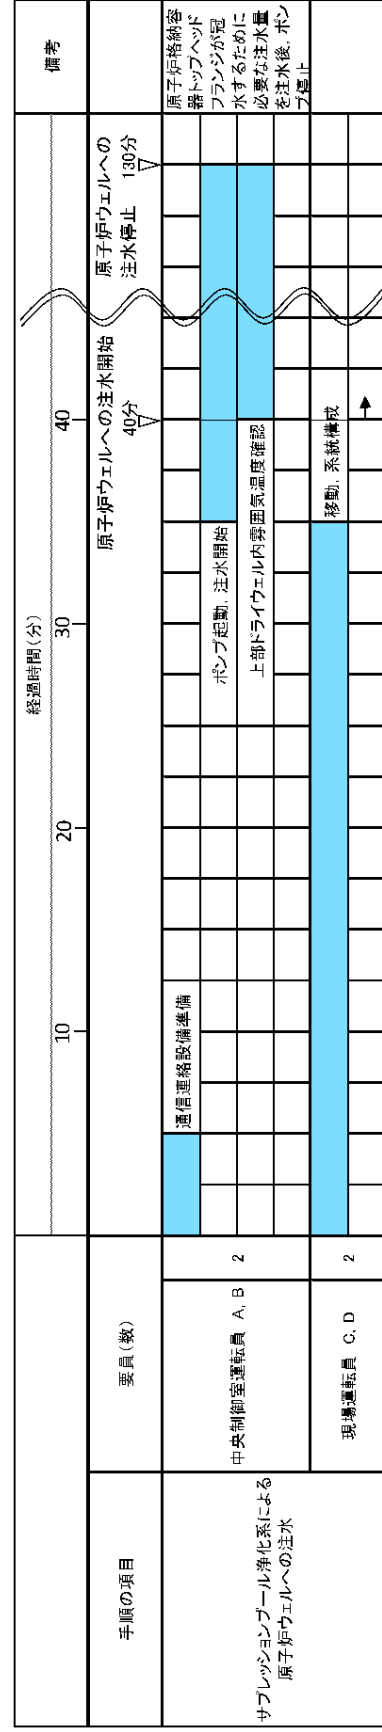 手順の項目
要員(数)
経過時間(分)
備考
10
20
30
40
原子炉ウェルへの注水開始
40分
原子炉ウェルへの
注水停止
130分
サプレッションプール浄化系による
原子炉ウェルへの注水
中央制御室運転員 A, B
2
通信連絡設備準備
ポンプ起動, 注水開始
上部ドライウェル内雰囲気温度確認
原子炉格納容
器トップヘッド
フランジが冠
水するために
必要な注水量
を注水後, ポン
プ停止
現場運転員 C, D
2
移動, 系統構成